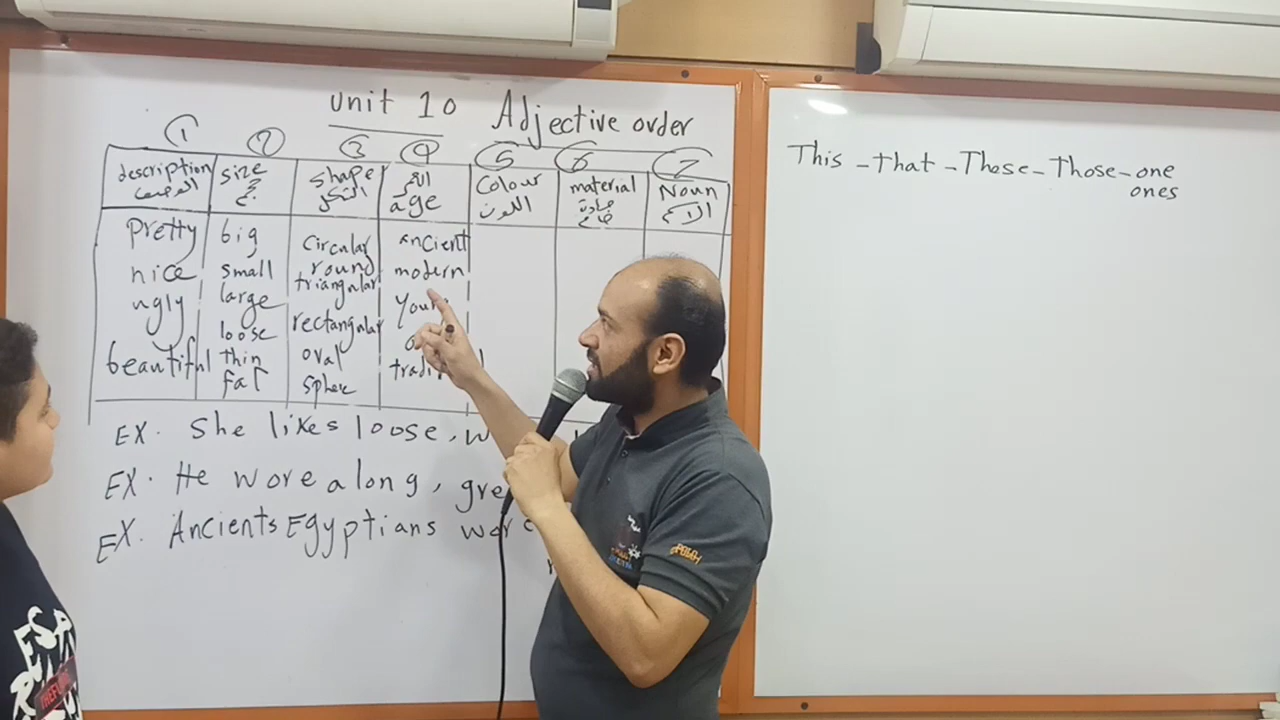 unit 10 Adjective order
1 2 3 4 5 6 7
description size shape العمر Colour material Noun
الوصف حجم الشكل age اللون مادة الاسم
pretty big circular ancient
nice small round modern
ugly large triangular
loose rectangular
beautiful thin oval
fat sphere
EX. She likes loose,
EX. He wore a long,
EX. Ancients Egyptians wore
This - that - Those - Those - one
ones
POLO